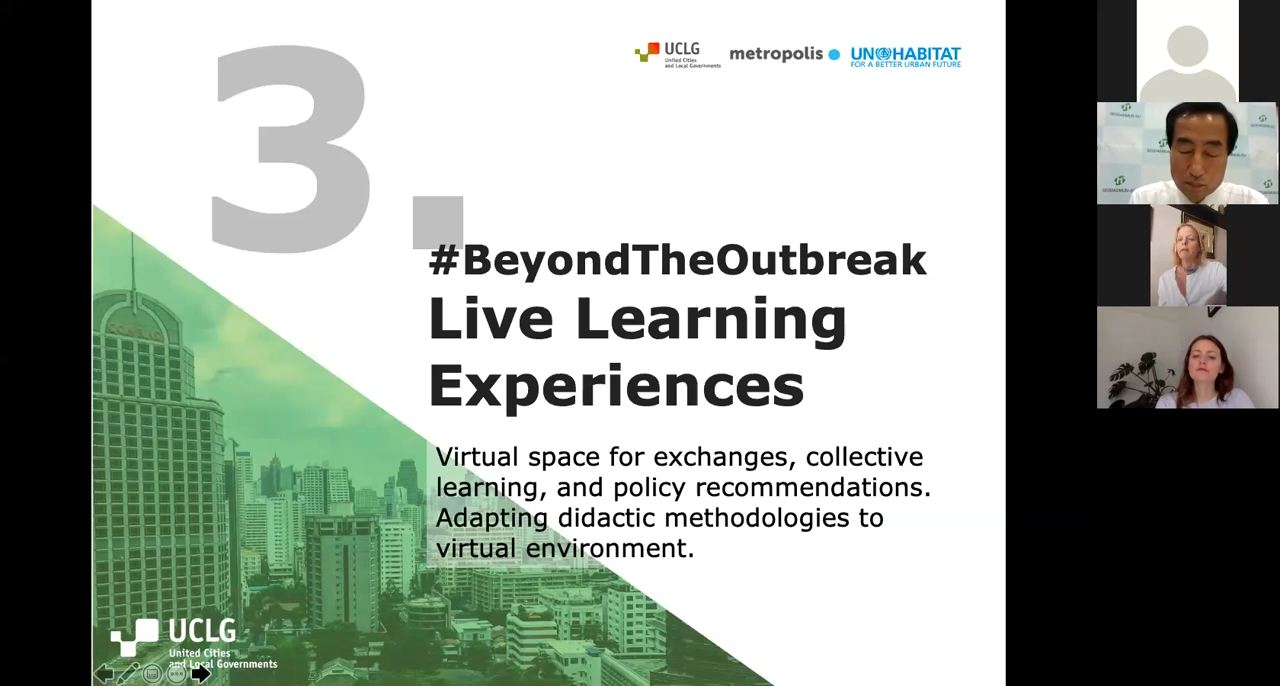 3.
UCLG
United Cities
and Local Governments
metropolis
UN HABITAT
FOR A BETTER URBAN FUTURE
#BeyondTheOutbreak
Live Learning
Experiences
Virtual space for exchanges, collective
learning, and policy recommendations.
Adapting didactic methodologies to
virtual environment.
CONRAD
UCLG
United Cities
and Local Governments